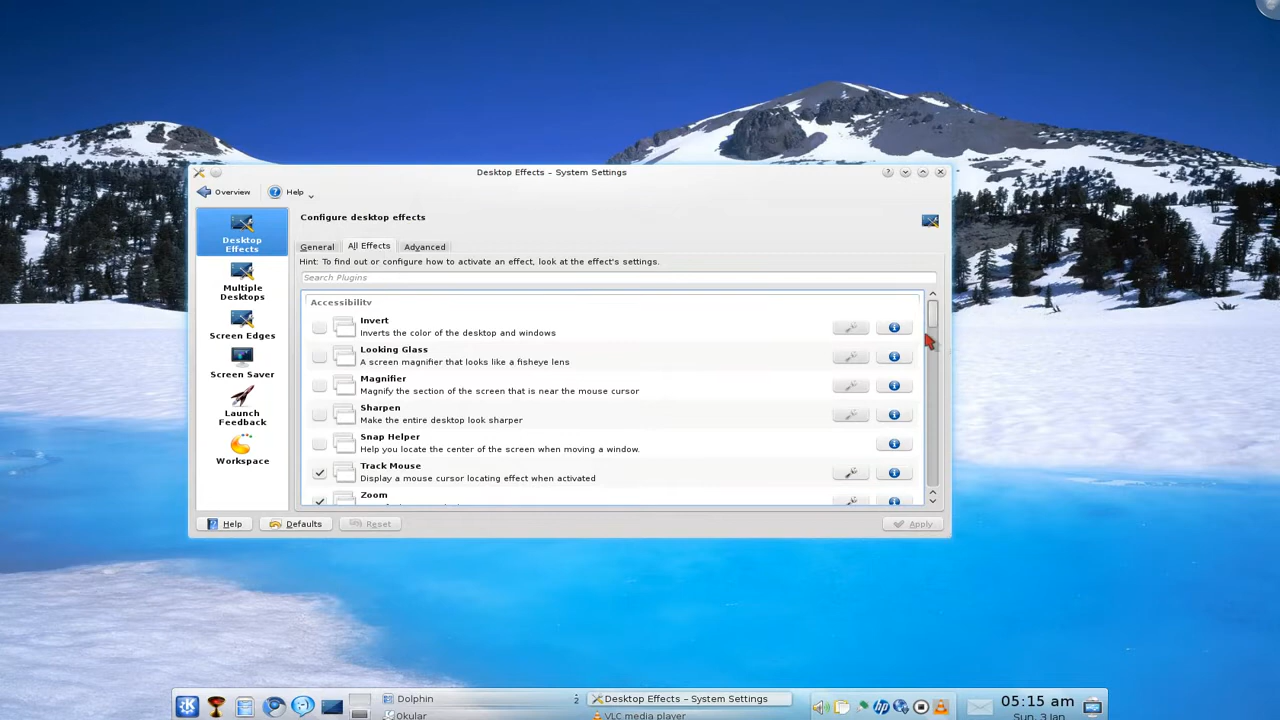 Desktop Effects – System Settings
Overview
Help
Desktop
Effects
Multiple
Desktops
Screen Edges
Screen Saver
Launch
Feedback
Workspace
Configure desktop effects
General
All Effects
Advanced
Hint: To find out or configure how to activate an effect, look at the effect's settings.
Search Plugins
Accessibility
Invert
Inverts the color of the desktop and windows
Looking Glass
A screen magnifier that looks like a fisheye lens
Magnifier
Magnify the section of the screen that is near the mouse cursor
Sharpen
Make the entire desktop look sharper
Snap Helper
Help you locate the center of the screen when moving a window.
Track Mouse
Display a mouse cursor locating effect when activated
Zoom
Help
Defaults
Reset
Apply
Dolphin
2
Okular
Desktop Effects – System Settings
VLC media player
05:15 am
Sun, 3 Jan